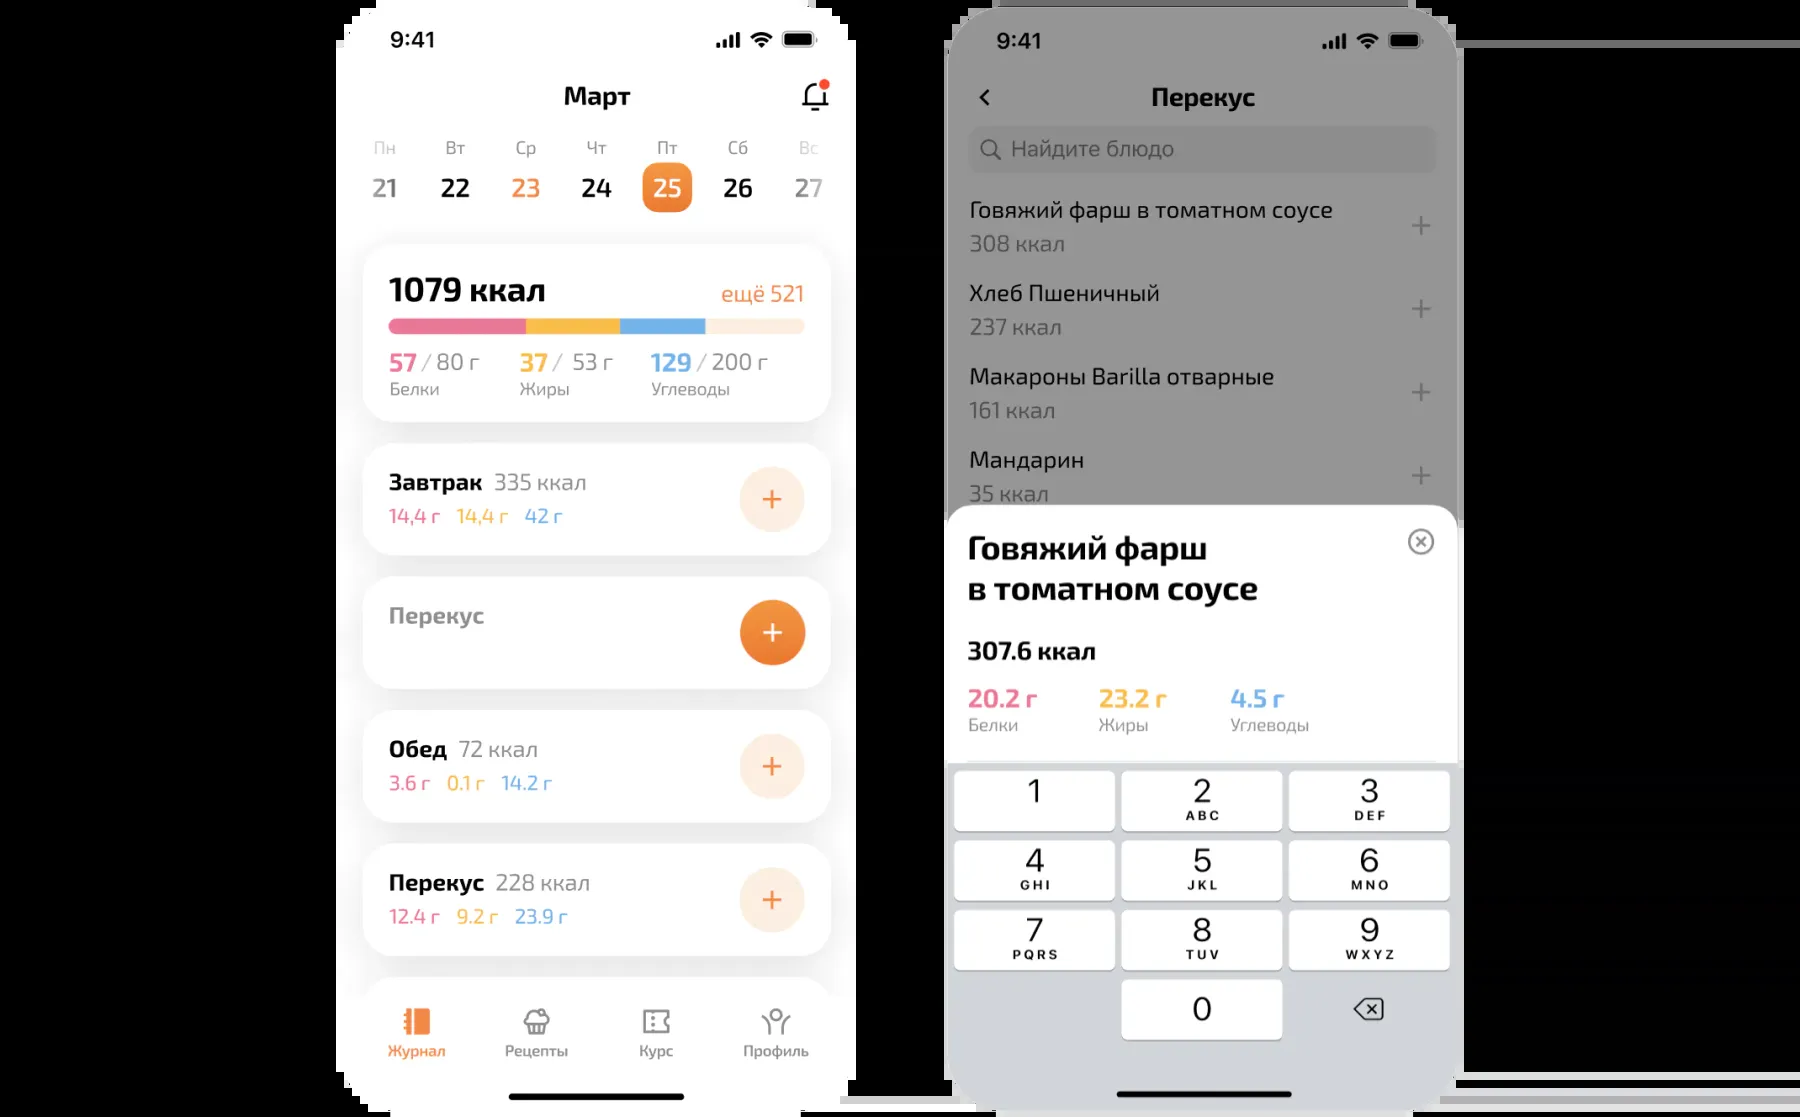 9:41
Март
Пн Вт Ср Чт Пт Сб Вс
21 22 23 24 25 26 27
1079 ккал ещё 521
57 / 80 г 37 / 53 г 129 / 200 г
Белки Жиры Углеводы
Завтрак 335 ккал
14,4 г 14,4 г 42 г
Перекус
Обед 72 ккал
3.6 г 0.1 г 14.2 г
Перекус 228 ккал
12.4 г 9.2 г 23.9 г
Журнал Рецепты Курс Профиль
9:41
Перекус
Найдите блюдо
Говяжий фарш в томатном соусе
308 ккал
Хлеб Пшеничный
237 ккал
Макароны Barilla отварные
161 ккал
Мандарин
35 ккал
Говяжий фарш
в томатном соусе
307.6 ккал
20.2 г 23.2 г 4.5 г
Белки Жиры Углеводы
1 2 3
ABC DEF
4 5 6
GHI JKL MNO
7 8 9
PQRS TUV WXYZ
0